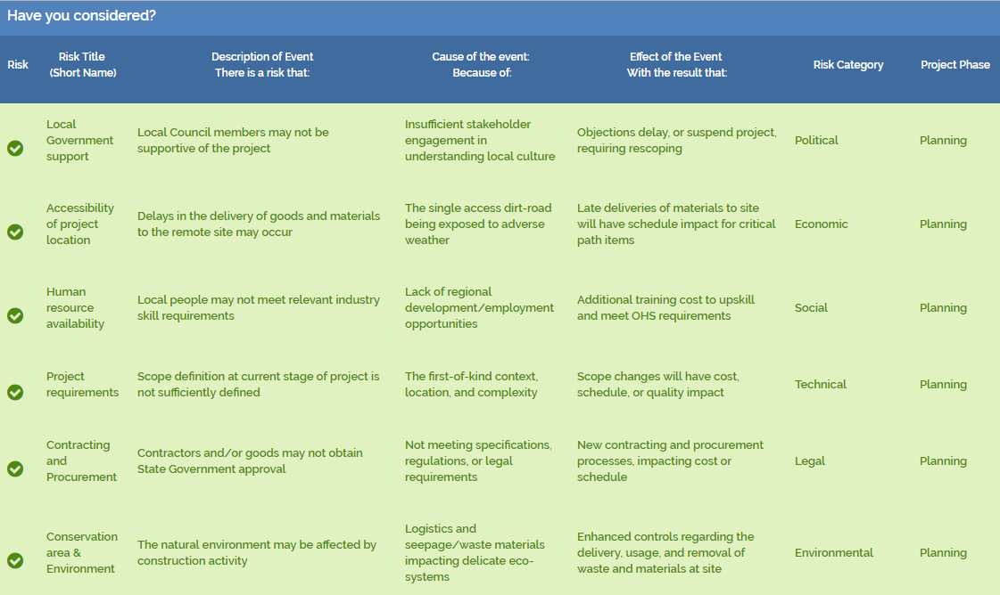 Have you considered?
Risk
Risk Title
(Short Name)
Description of Event
There is a risk that:
Cause of the event:
Because of:
Effect of the Event
With the result that:
Risk Category
Project Phase
Local
Government
support
Local Council members may not be
supportive of the project
Insufficient stakeholder
engagement in
understanding local culture
Objections delay, or suspend project,
requiring rescoping
Political
Planning
Accessibility
of project
location
Delays in the delivery of goods and materials
to the remote site may occur
The single access dirt-road
being exposed to adverse
weather
Late deliveries of materials to site
will have schedule impact for critical
path items
Economic
Planning
Human
resource
availability
Local people may not meet relevant industry
skill requirements
Lack of regional
development/employment
opportunities
Additional training cost to upskill
and meet OHS requirements
Social
Planning
Project
requirements
Scope definition at current stage of project is
not sufficiently defined
The first-of-kind context,
location, and complexity
Scope changes will have cost,
schedule, or quality impact
Technical
Planning
Contracting
and
Procurement
Contractors and/or goods may not obtain
State Government approval
Not meeting specifications,
regulations, or legal
requirements
New contracting and procurement
processes, impacting cost or
schedule
Legal
Planning
Conservation
area &
Environment
The natural environment may be affected by
construction activity
Logistics and
seepage/waste materials
impacting delicate eco-
systems
Enhanced controls regarding the
delivery, usage, and removal of
waste and materials at site
Environmental
Planning